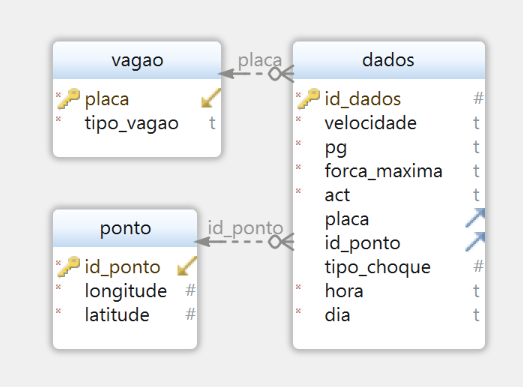 vagao
placa
tipo_vagao t
placa
dados
id_dados #
velocidade t
pg t
forca_maxima t
act t
placa
id_ponto
tipo_choque #
hora t
dia t
ponto
id_ponto
longitude #
latitude #
id_ponto